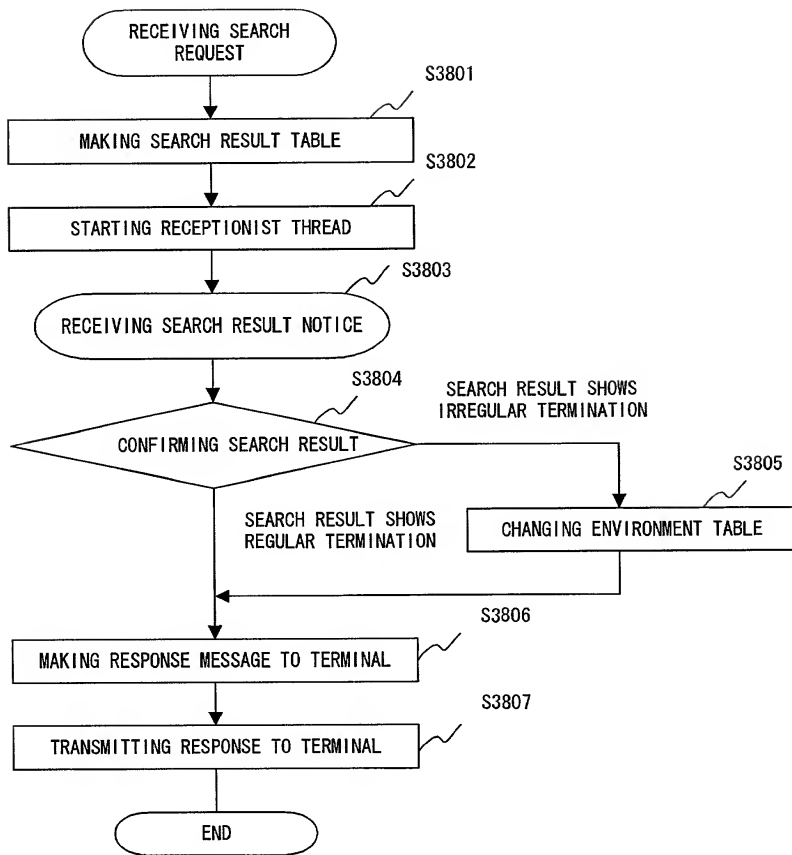 RECEIVING SEARCH
REQUEST
S3801
MAKING SEARCH RESULT TABLE
S3802
STARTING RECEPTIONIST THREAD
S3803
RECEIVING SEARCH RESULT NOTICE
S3804
SEARCH RESULT SHOWS
IRREGULAR TERMINATION
CONFIRMING SEARCH RESULT
S3805
SEARCH RESULT SHOWS
REGULAR TERMINATION
CHANGING ENVIRONMENT TABLE
S3806
MAKING RESPONSE MESSAGE TO TERMINAL
S3807
TRANSMITTING RESPONSE TO TERMINAL
END